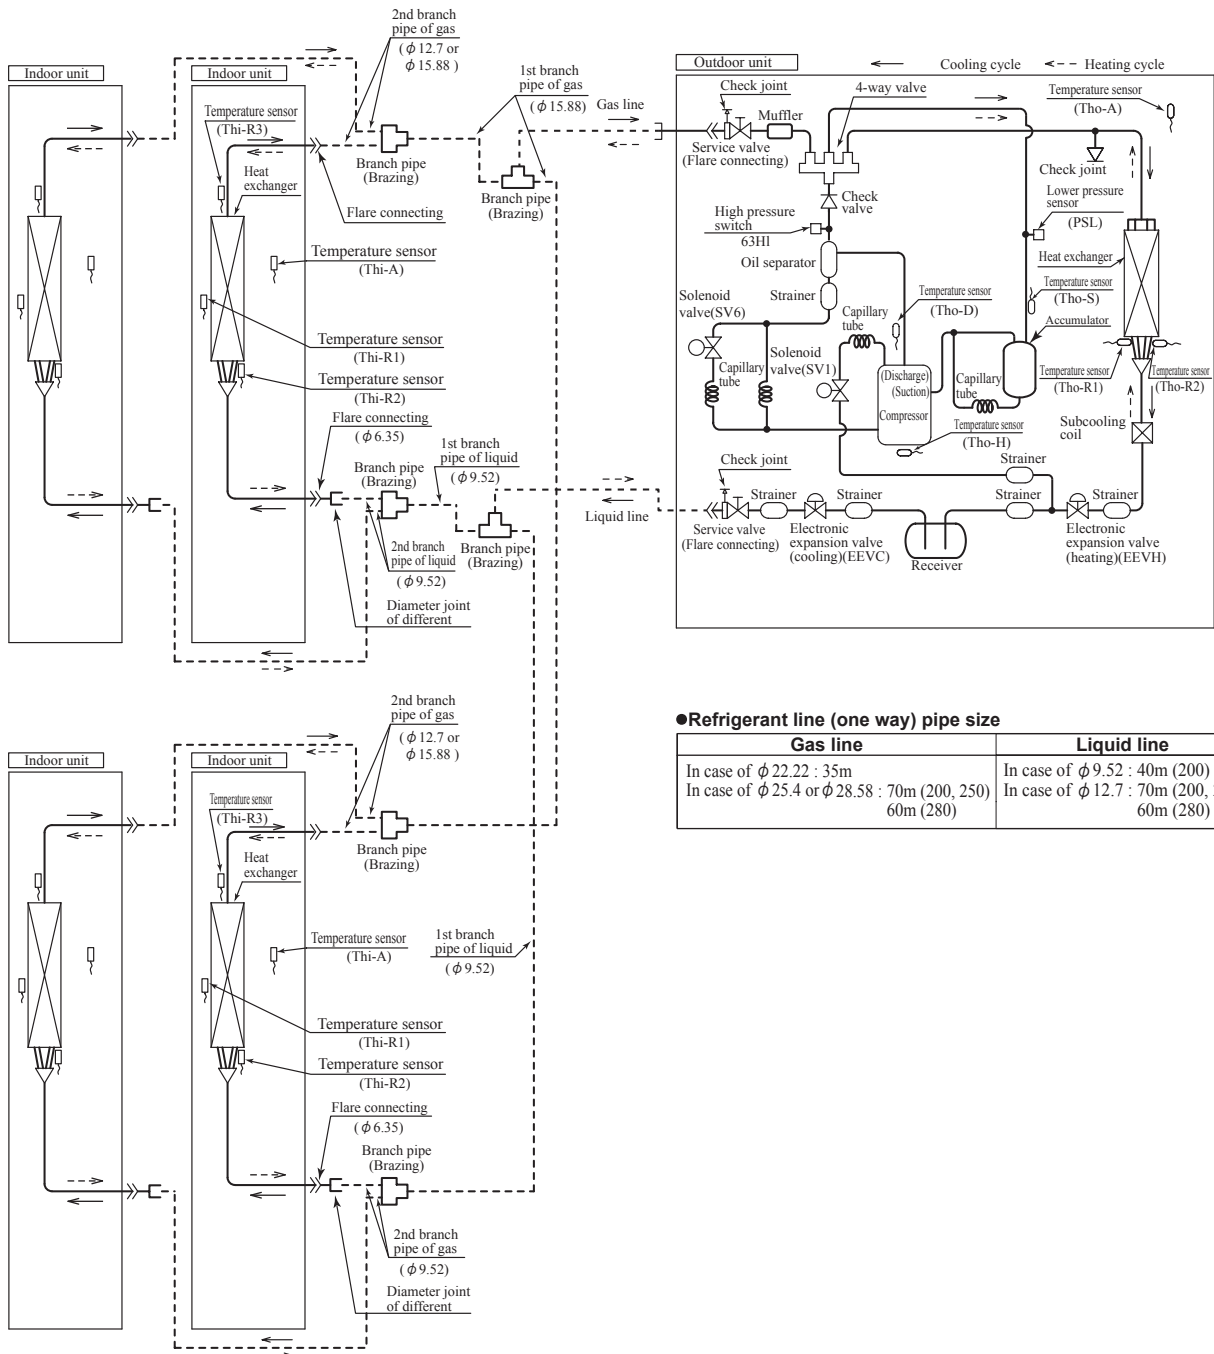 2nd branch
pipe of gas
(φ12.7 or
φ15.88 )
Indoor unit
Indoor unit
1st branch
pipe of gas
(φ15.88)
Temperature sensor
(Thi-R3)
Heat
exchanger
Branch pipe
(Brazing)
Gas line
Branch pipe
(Brazing)
Flare connecting
Temperature sensor
(Thi-A)
Temperature sensor
(Thi-R1)
Temperature sensor
(Thi-R2)
Flare connecting
(φ6.35)
1st branch
pipe of liquid
(φ9.52)
Branch pipe
(Brazing)
Liquid line
2nd branch
pipe of liquid
(φ9.52)
Branch pipe
(Brazing)
Diameter joint
of different
Outdoor unit
Cooling cycle
Heating cycle
Check joint
4-way valve
Temperature sensor
(Tho-A)
Muffler
Service valve
(Flare connecting)
Check joint
Check
valve
Lower pressure
sensor
(PSL)
High pressure
switch
63Hl
Oil separator
Heat exchanger
Solenoid
valve(SV6)
Strainer
Temperature sensor
(Tho-D)
Temperature sensor
(Tho-S)
Capillary
tube
Accumulator
Solenoid
valve(SV1)
Capillary
tube
(Discharge)
(Suction)
Compressor
Capillary
tube
Temperature sensor
(Tho-R1)
Temperature sensor
(Tho-R2)
Temperature sensor
(Tho-H)
Subcooling
coil
Strainer
Check joint
Strainer
Strainer
Strainer
Strainer
Service valve
(Flare connecting)
Electronic
expansion valve
(cooling)(EEVC)
Receiver
Electronic
expansion valve
(heating)(EEVH)
●Refrigerant line (one way) pipe size
Gas line
Liquid line
In case of φ22.22 : 35m
In case of φ9.52 : 40m (200)
In case of φ25.4 or φ28.58 : 70m (200, 250)
In case of φ12.7 : 70m (200,
60m (280)
60m (280)
2nd branch
pipe of gas
(φ12.7 or
φ15.88 )
Indoor unit
Indoor unit
Temperature sensor
(Thi-R3)
Heat
exchanger
Branch pipe
(Brazing)
Temperature sensor
(Thi-A)
1st branch
pipe of liquid
(φ9.52)
Temperature sensor
(Thi-R1)
Temperature sensor
(Thi-R2)
Flare connecting
(φ6.35)
Branch pipe
(Brazing)
2nd branch
pipe of gas
(φ9.52)
Diameter joint
of different